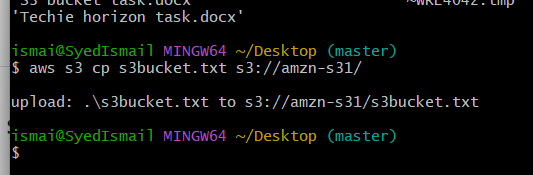 'S3 bucket task.docx' ~WRL4042.tmp
'Techie horizon task.docx'
ismai@SyedIsmail MINGW64 ~/Desktop (master)
$ aws s3 cp s3bucket.txt s3://amzn-s31/
upload: .\s3bucket.txt to s3://amzn-s31/s3bucket.txt
ismai@SyedIsmail MINGW64 ~/Desktop (master)
$